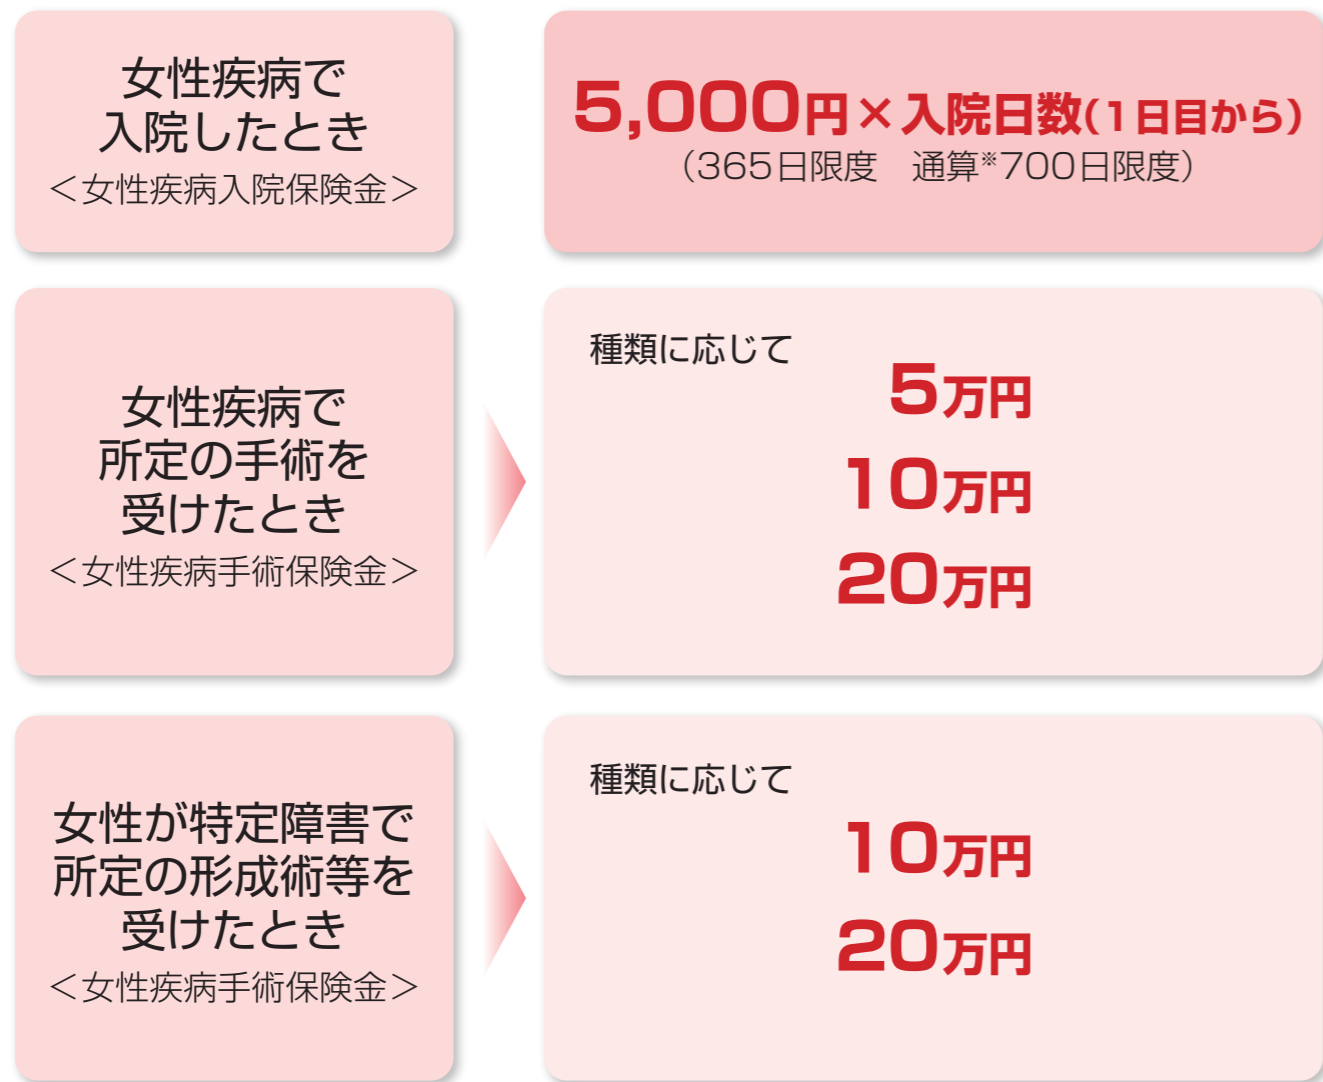 女性疾病で
入院したとき
＜女性疾病入院保険金＞
5,000円×入院日数(1日目から)
（365日限度　通算※700日限度）
女性疾病で
所定の手術を
受けたとき
＜女性疾病手術保険金＞
種類に応じて
5万円
10万円
20万円
女性が特定障害で
所定の形成術等を
受けたとき
＜女性疾病手術保険金＞
種類に応じて
10万円
20万円